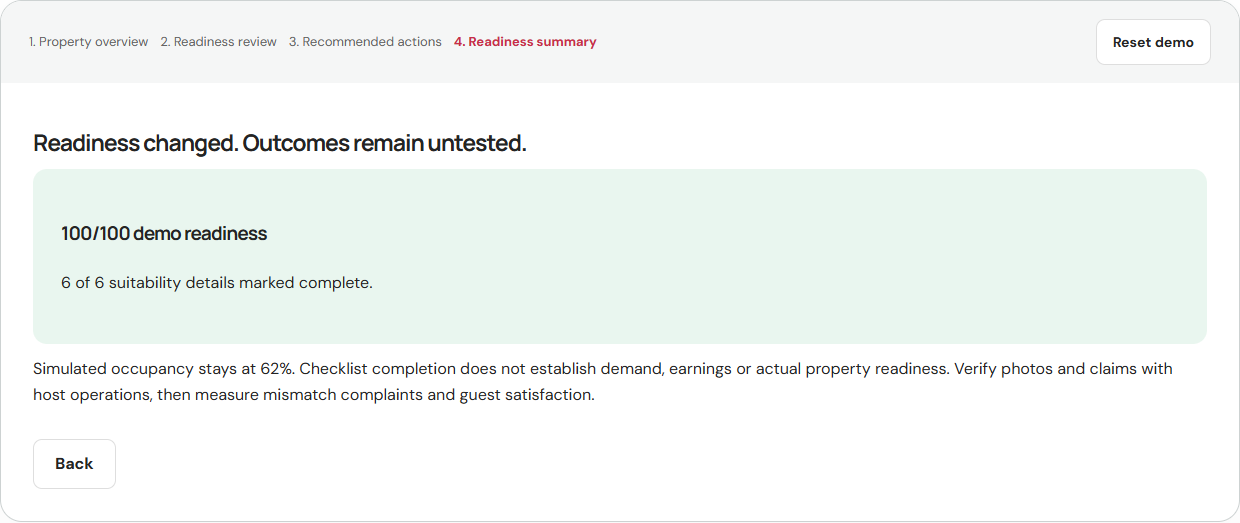 1. Property overview 2. Readiness review 3. Recommended actions 4. Readiness summary Reset demo
Readiness changed. Outcomes remain untested.
100/100 demo readiness
6 of 6 suitability details marked complete.
Simulated occupancy stays at 62%. Checklist completion does not establish demand, earnings or actual property readiness. Verify photos and claims with
host operations, then measure mismatch complaints and guest satisfaction.
Back